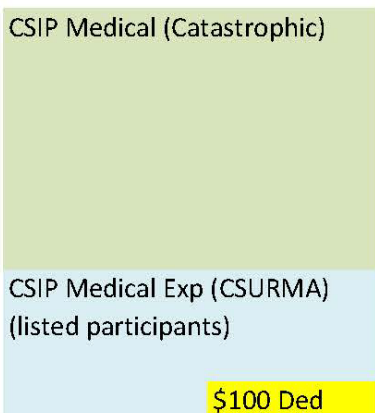 CSIP Medical (Catastrophic)
CSIP Medical Exp (CSURMA)
(listed participants)
$100 Ded